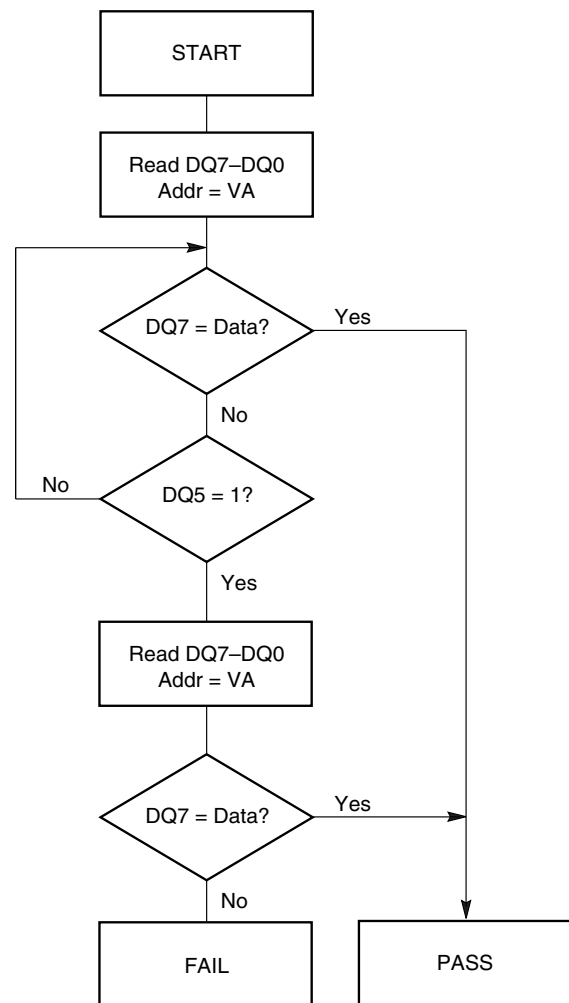 START
Read DQ7–DQ0
Addr = VA
DQ7 = Data?
Yes
No
No
DQ5 = 1?
Yes
Read DQ7–DQ0
Addr = VA
DQ7 = Data?
Yes
No
FAIL
PASS